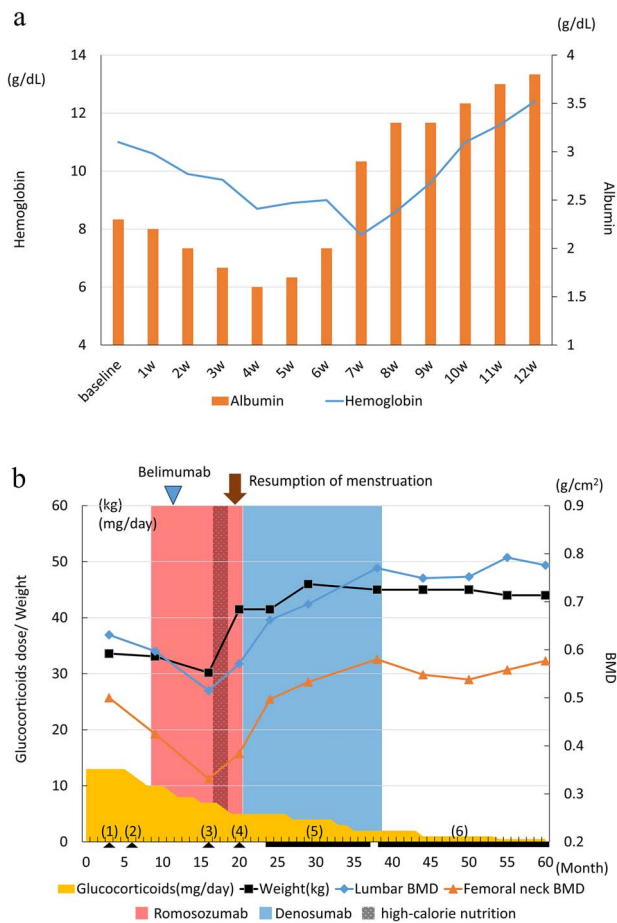 a
(g/dL)
(g/dL)
14
12
10
8
6
4
4
3.5
3
2.5
2
1.5
1
Hemoglobin
Albumin
baseline
1w
2w
3w
4w
5w
6w
7w
8w
9w
10w
11w
12w
Albumin
Hemoglobin
b
Belimumab
Resumption of menstruation
(g/cm²)
(kg)
(mg/day)
60
50
40
30
20
10
0
0.9
0.8
0.7
0.6
0.5
0.4
0.3
0.2
Glucocorticoids dose/ Weight
BMD
(1)
(2)
(3)
(4)
(5)
(6)
0 5 10 15 20 25 30 35 40 45 50 55 60 (Month)
Glucocorticoids(mg/day) Weight(kg) Lumbar BMD Femoral neck BMD
Romosozumab Denosumab high-calorie nutrition